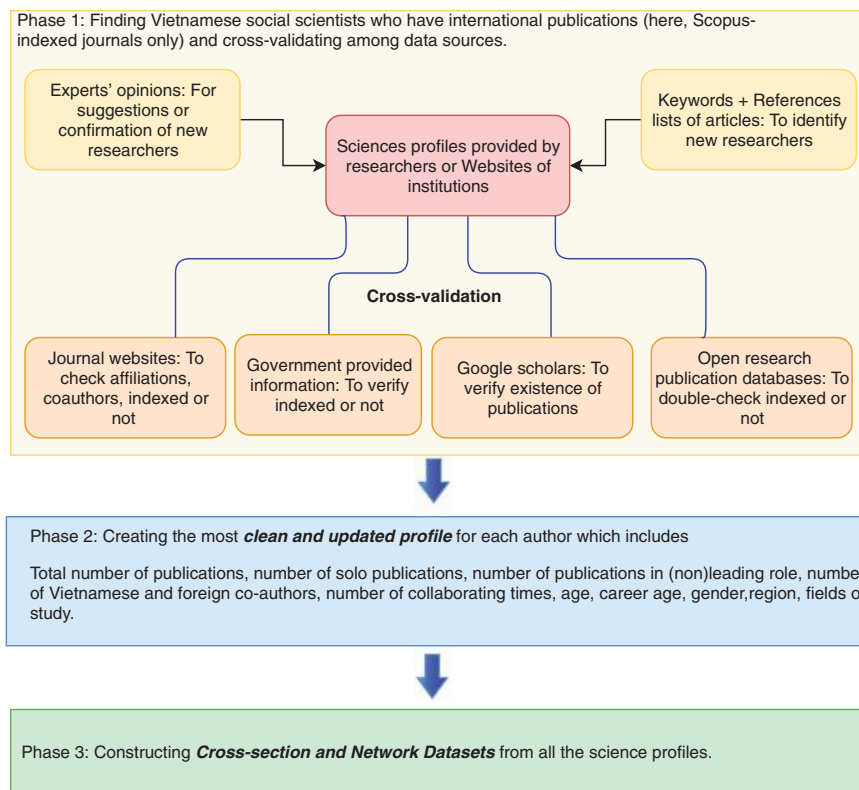 Phase 1: Finding Vietnamese social scientists who have international publications (here, Scopus-
indexed journals only) and cross-validating among data sources.
Experts' opinions: For
suggestions or
confirmation of new
researchers
Sciences profiles provided by
researchers or Websites of
institutions
Keywords + References
lists of articles: To identify
new researchers
Cross-validation
Journal websites: To
check affiliations,
coauthors, indexed or
not
Government provided
information: To verify
indexed or not
Google scholars: To
verify existence of
publications
Open research
publication databases: To
double-check indexed or
not
Phase 2: Creating the most clean and updated profile for each author which includes
Total number of publications, number of solo publications, number of publications in (non)leading role, numbe
of Vietnamese and foreign co-authors, number of collaborating times, age, career age, gender,region, fields o
study.
Phase 3: Constructing Cross-section and Network Datasets from all the science profiles.